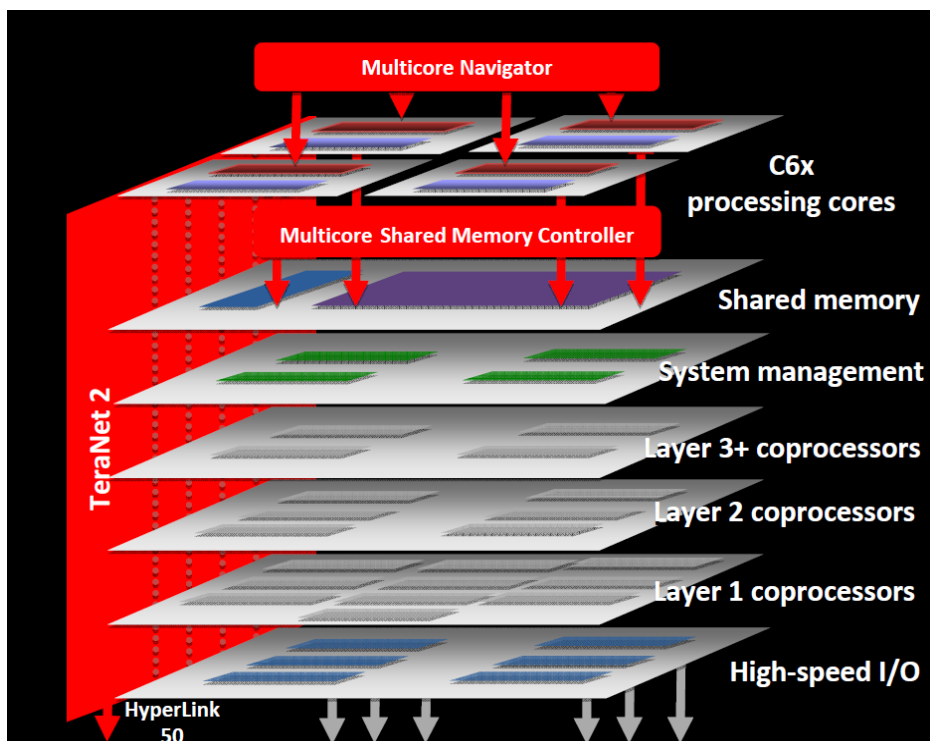 Multicore Navigator
C6x
processing cores
Multicore Shared Memory Controller
Shared memory
System management
TeraNet 2
Layer 3+ coprocessors
Layer 2 coprocessors
Layer 1 coprocessors
High-speed I/O
HyperLink
50